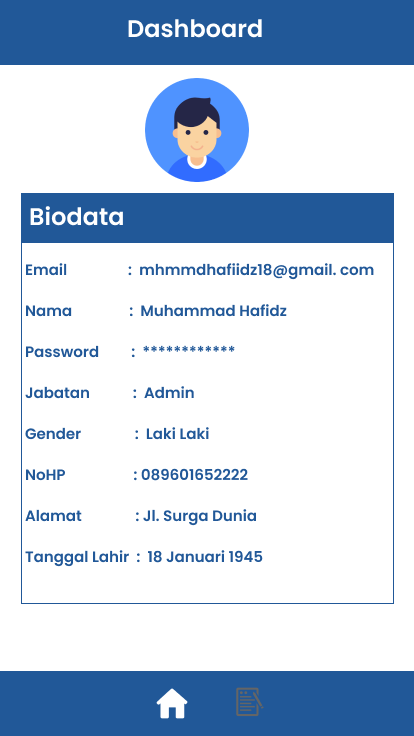 Dashboard
Biodata
Email : mhmmdhafiidz18@gmail. com
Nama : Muhammad Hafidz
Password : ************
Jabatan : Admin
Gender : Laki Laki
NoHP : 089601652222
Alamat : Jl. Surga Dunia
Tanggal Lahir : 18 Januari 1945